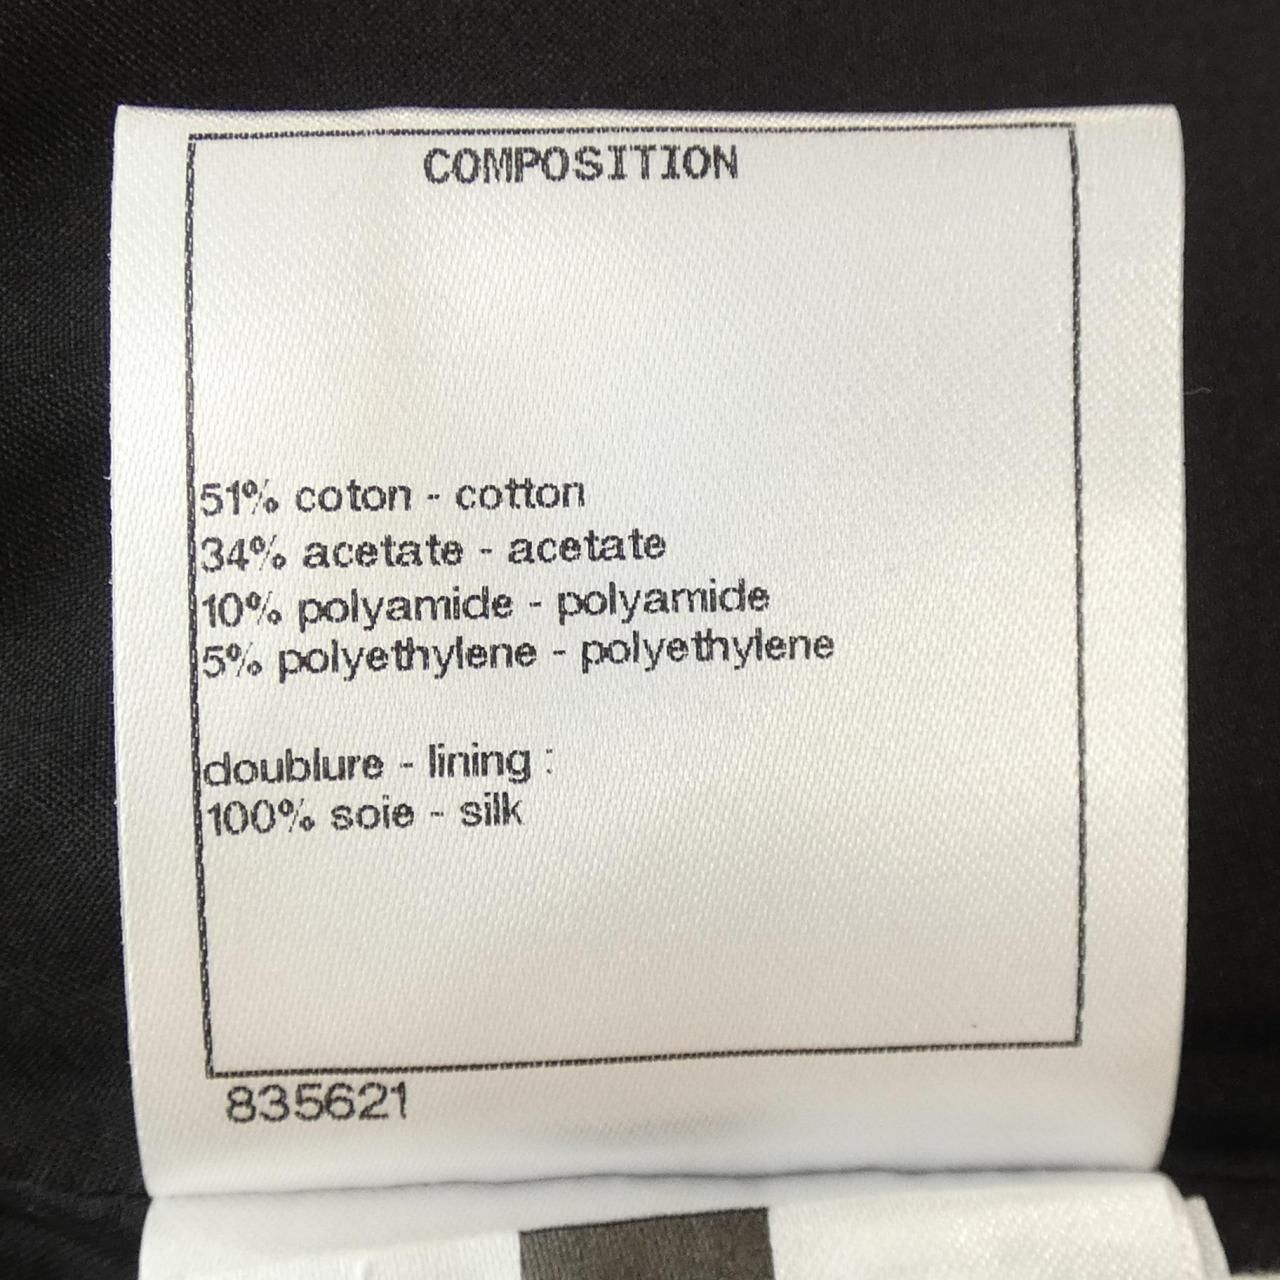 COMPOSITION
51% coton - cotton
34% acetate - acetate
10% polyamide - polyamide
5% polyethylene - polyethylene
doublure - lining :
100% soie - silk
835621